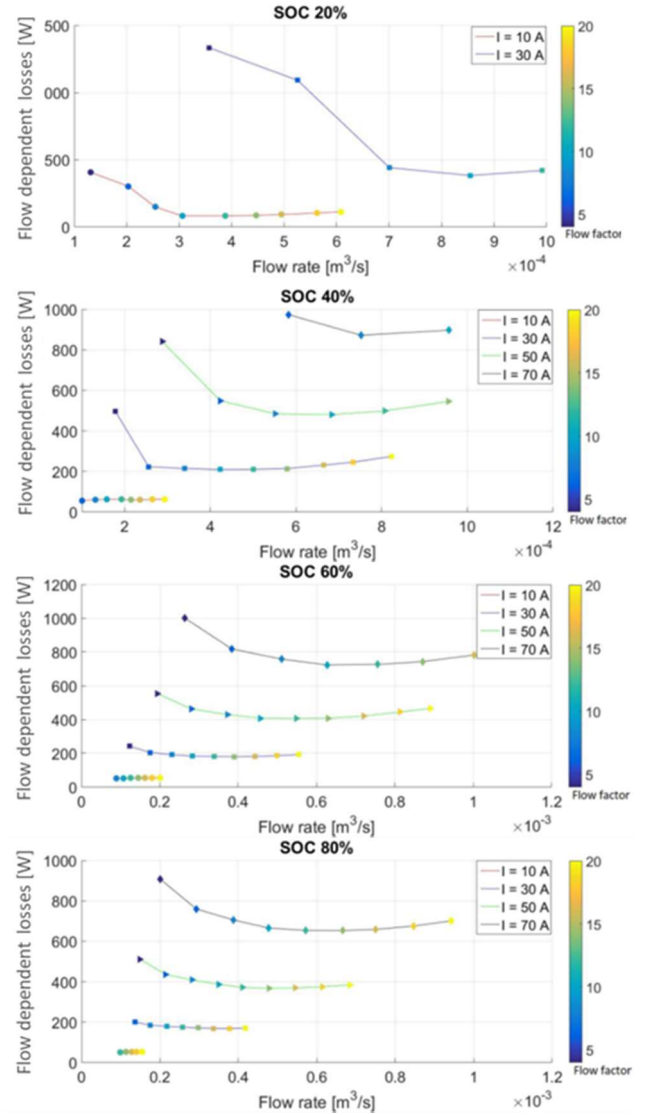 SOC 20%
Flow dependent losses [W]
500
000
500
0
1 2 3 4 5 6 7 8 9 10
Flow rate [m³/s]
×10⁻⁴
I = 10 A
I = 30 A
20
15
10
5
Flow factor
SOC 40%
Flow dependent losses [W]
1000
800
600
400
200
0
2 4 6 8 10 12
Flow rate [m³/s]
×10⁻⁴
I = 10 A
I = 30 A
I = 50 A
I = 70 A
20
15
10
5
Flow factor
SOC 60%
Flow dependent losses [W]
1200
1000
800
600
400
200
0
0 0.2 0.4 0.6 0.8 1 1.2
Flow rate [m³/s]
×10⁻³
I = 10 A
I = 30 A
I = 50 A
I = 70 A
20
15
10
5
Flow factor
SOC 80%
Flow dependent losses [W]
1000
800
600
400
200
0
0 0.2 0.4 0.6 0.8 1 1.2
Flow rate [m³/s]
×10⁻³
I = 10 A
I = 30 A
I = 50 A
I = 70 A
20
15
10
5
Flow factor